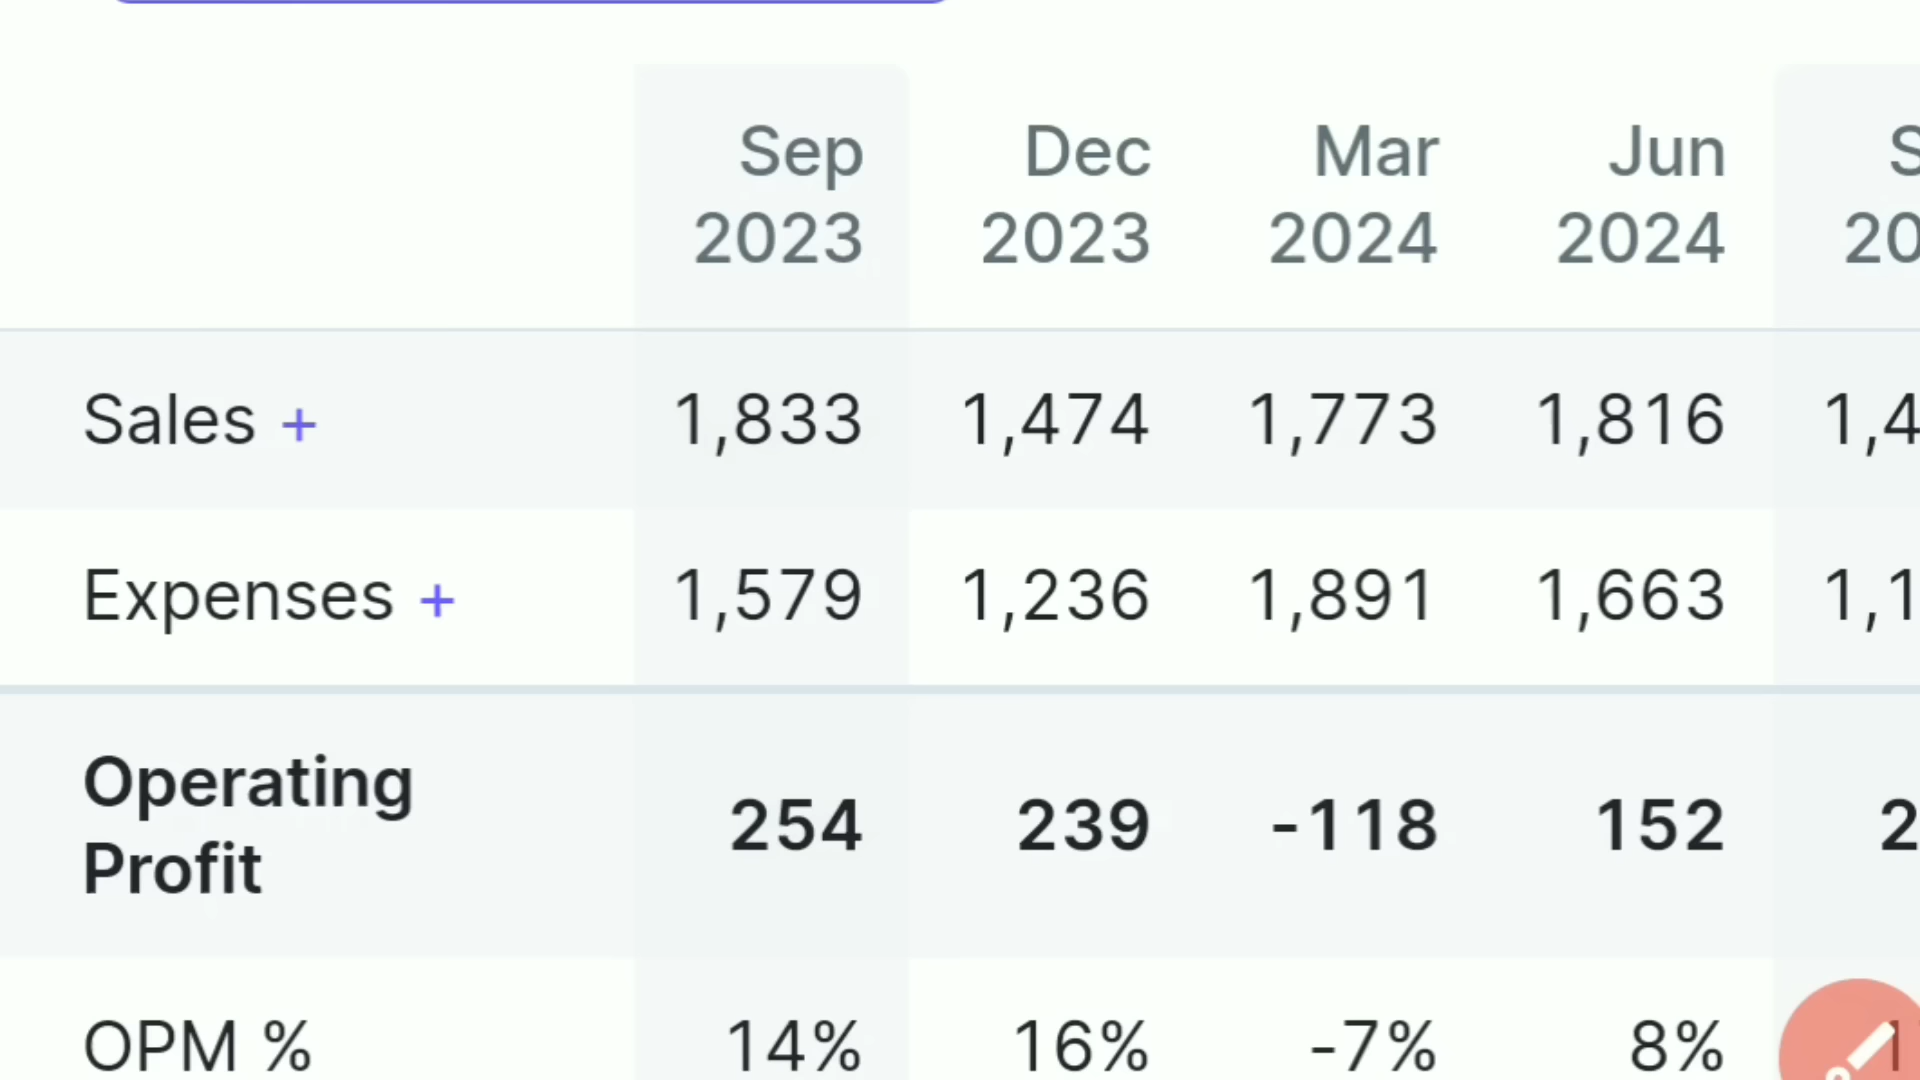 Sep Dec Mar Jun
2023 2023 2024 2024
Sales + 1,833 1,474 1,773 1,816
Expenses + 1,579 1,236 1,891 1,663
Operating
Profit 254 239 -118 152
OPM % 14% 16% -7% 8%